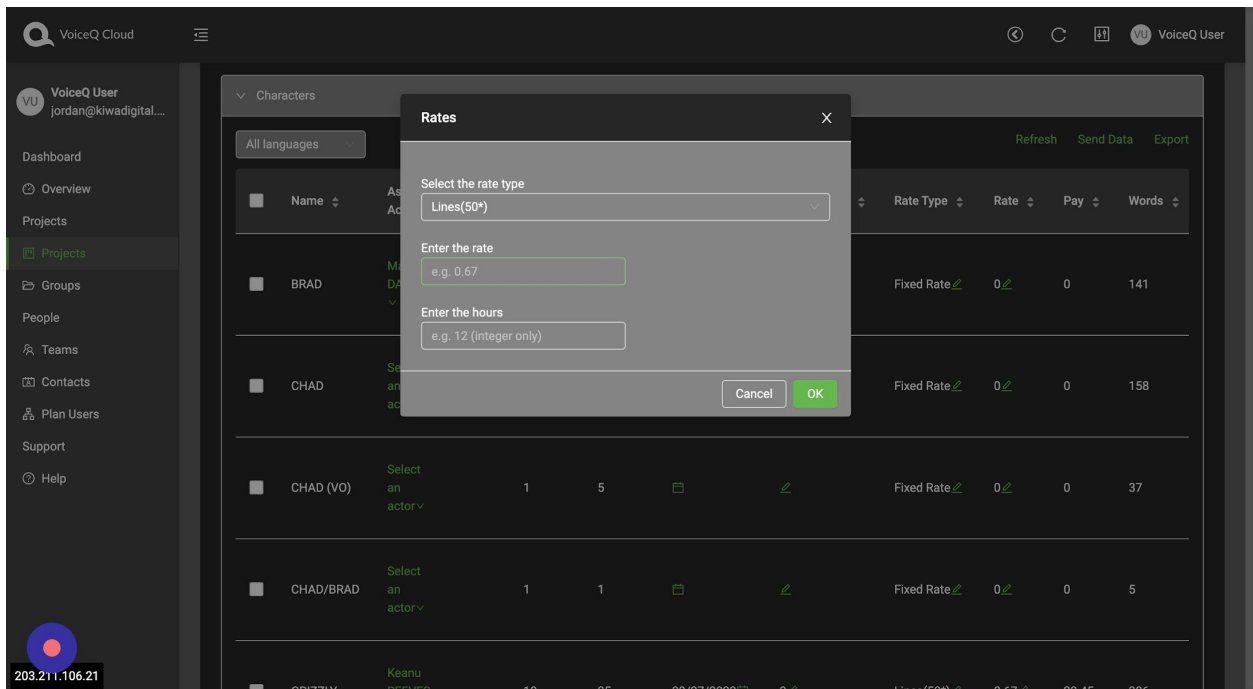 VoiceQ Cloud
VU VoiceQ User
VU
VoiceQ User
jordan@kiwadigital....
Dashboard
Overview
Projects
Projects
Groups
People
Teams
Contacts
Plan Users
Support
Help
203.211.106.21
Characters
All languages
Refresh Send Data Export
Name Rate Type Rate Pay Words
BRAD Fixed Rate 0 0 141
CHAD Fixed Rate 0 0 158
CHAD (VO) Select an actor 1 5 Fixed Rate 0 0 37
CHAD/BRAD Select an actor 1 1 Fixed Rate 0 0 5
Keanu
Rates X
Select the rate type
Lines(50*)
Enter the rate
e.g. 0.67
Enter the hours
e.g. 12 (integer only)
Cancel OK